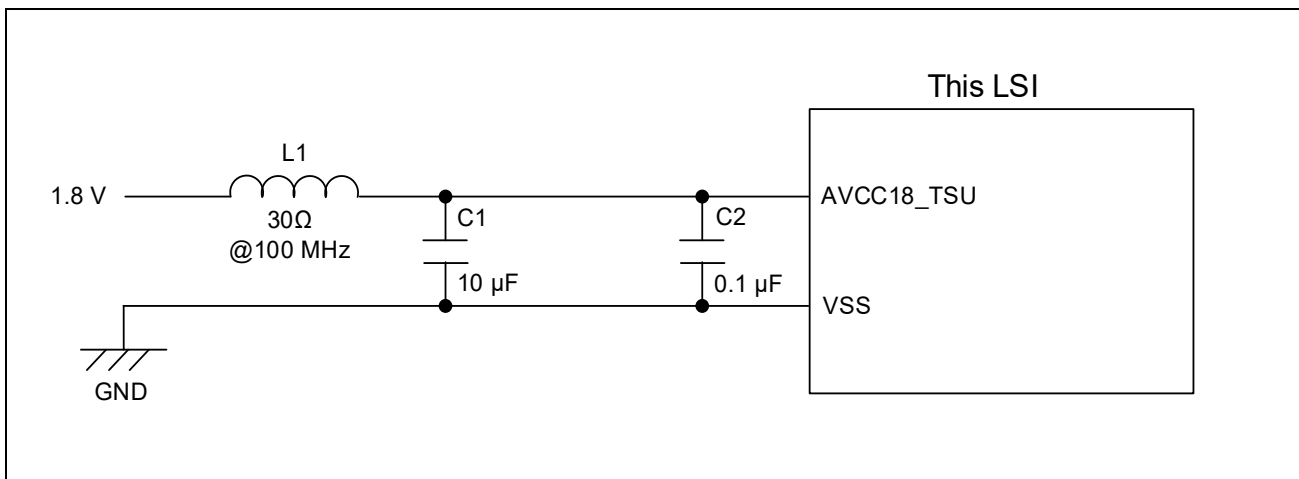 This LSI
L1
1.8 V
AVCC18_TSU
30Ω
@100 MHz
C1
C2
10 µF
0.1 µF
VSS
GND